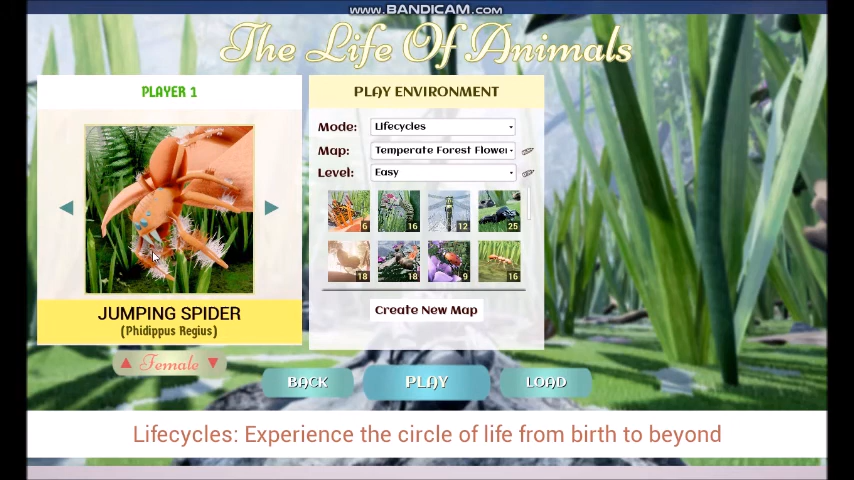 www.BANDICAM.com
The Life Of Animals
PLAYER 1
JUMPING SPIDER
(Phidippus Regius)
Female
PLAY ENVIRONMENT
Mode: Lifecycles
Map: Temperate Forest Flower
Level: Easy
6 16 12 25
18 18 9 16
Create New Map
BACK PLAY LOAD
Lifecycles: Experience the circle of life from birth to beyond